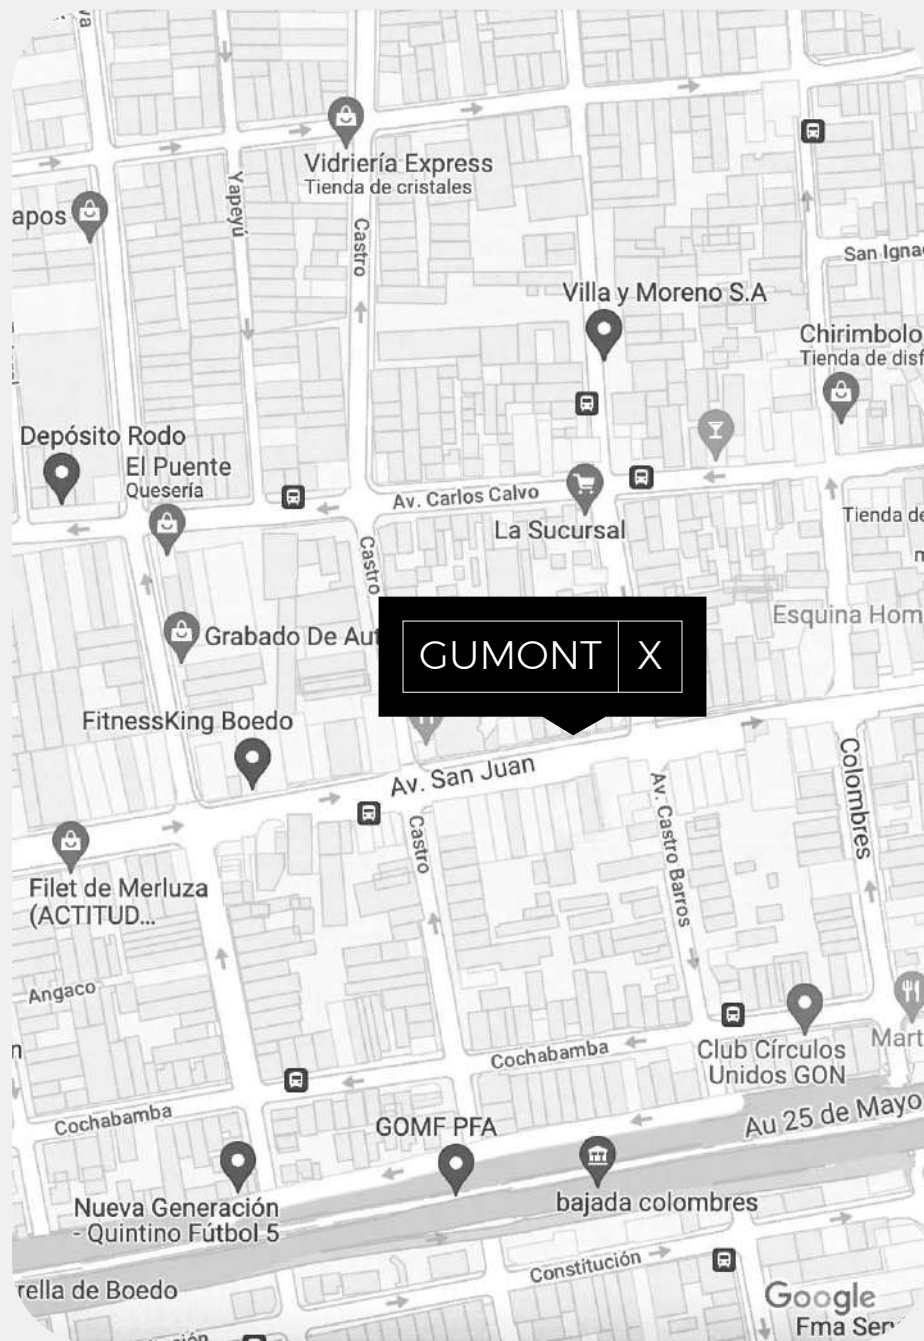 Vidriería Express
Tienda de cristales
apos
Yapeyú
Castro
San Ignac
Villa y Moreno S.A
Chirimbolo
Tienda de disf
Depósito Rodo
El Puente
Quesería
Av. Carlos Calvo
La Sucursal
Tienda de
Castro
Esquina Hom
Grabado De Aut
GUMONT X
FitnessKing Boedo
Av. San Juan
Colombres
Av. Castro Barros
Castro
Filet de Merluza
(ACTITUD...
Angaco
Cochabamba
Club Círculos
Unidos GON
Mart
Cochabamba
GOMF PFA
Au 25 de Mayo
Nueva Generación
- Quintino Fútbol 5
bajada colombres
Constitución
rella de Boedo
Google
Fma Sen